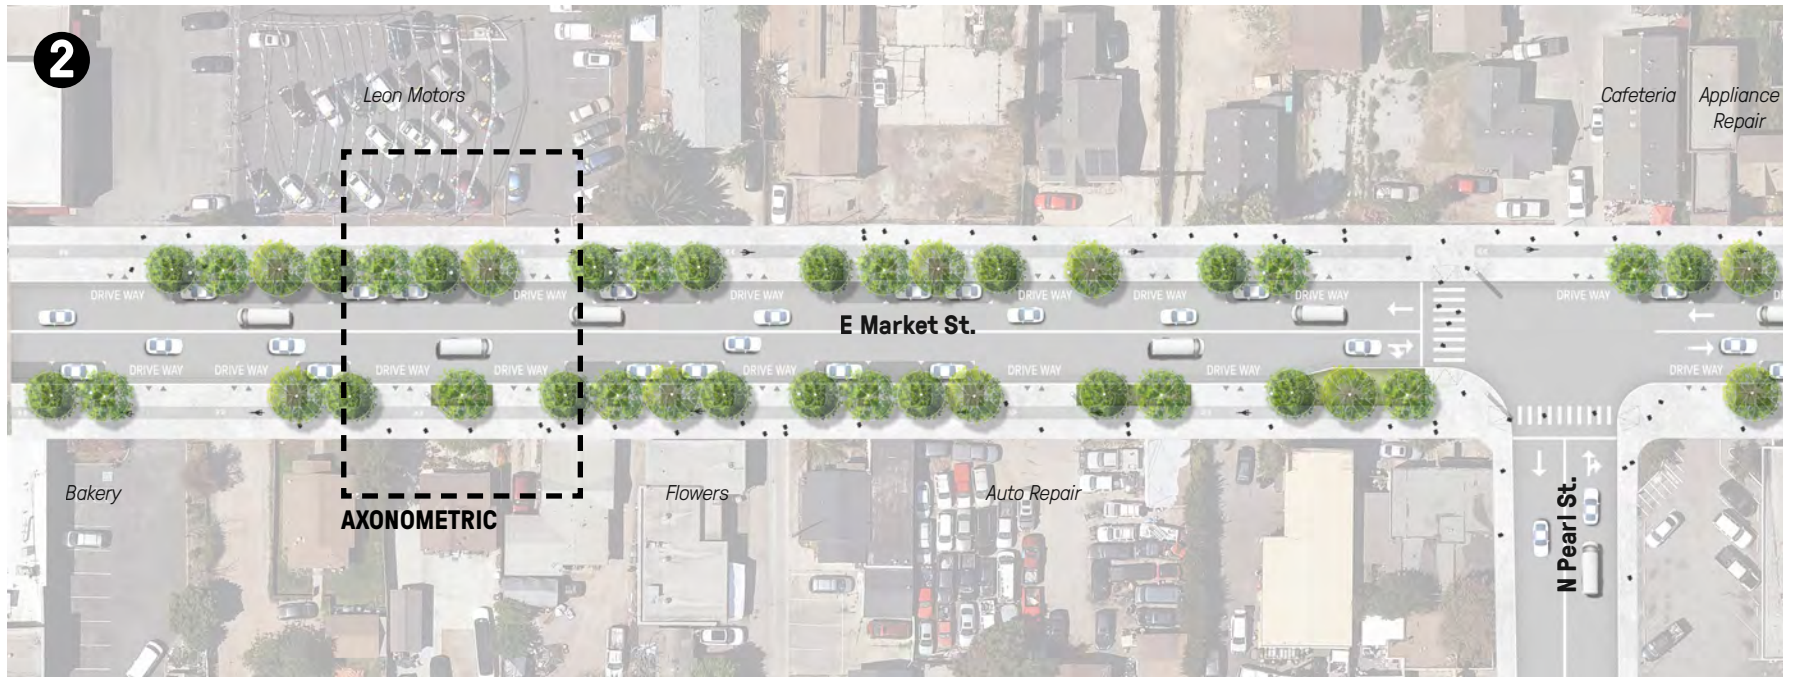 2
Leon Motors
Cafeteria
Appliance
Repair
DRIVE WAY
DRIVE WAY
DRIVE WAY
DRIVE WAY
DRIVE WAY
DRIVE WAY
DRIVE WAY
E Market St.
DRIVE WAY
DRIVE WAY
DRIVE WAY
DRIVE WAY
DRIVE WAY
DRIVE WAY
DRIVE WAY
DRIVE WAY
Bakery
Flowers
Auto Repair
AXONOMETRIC
N Pearl St.